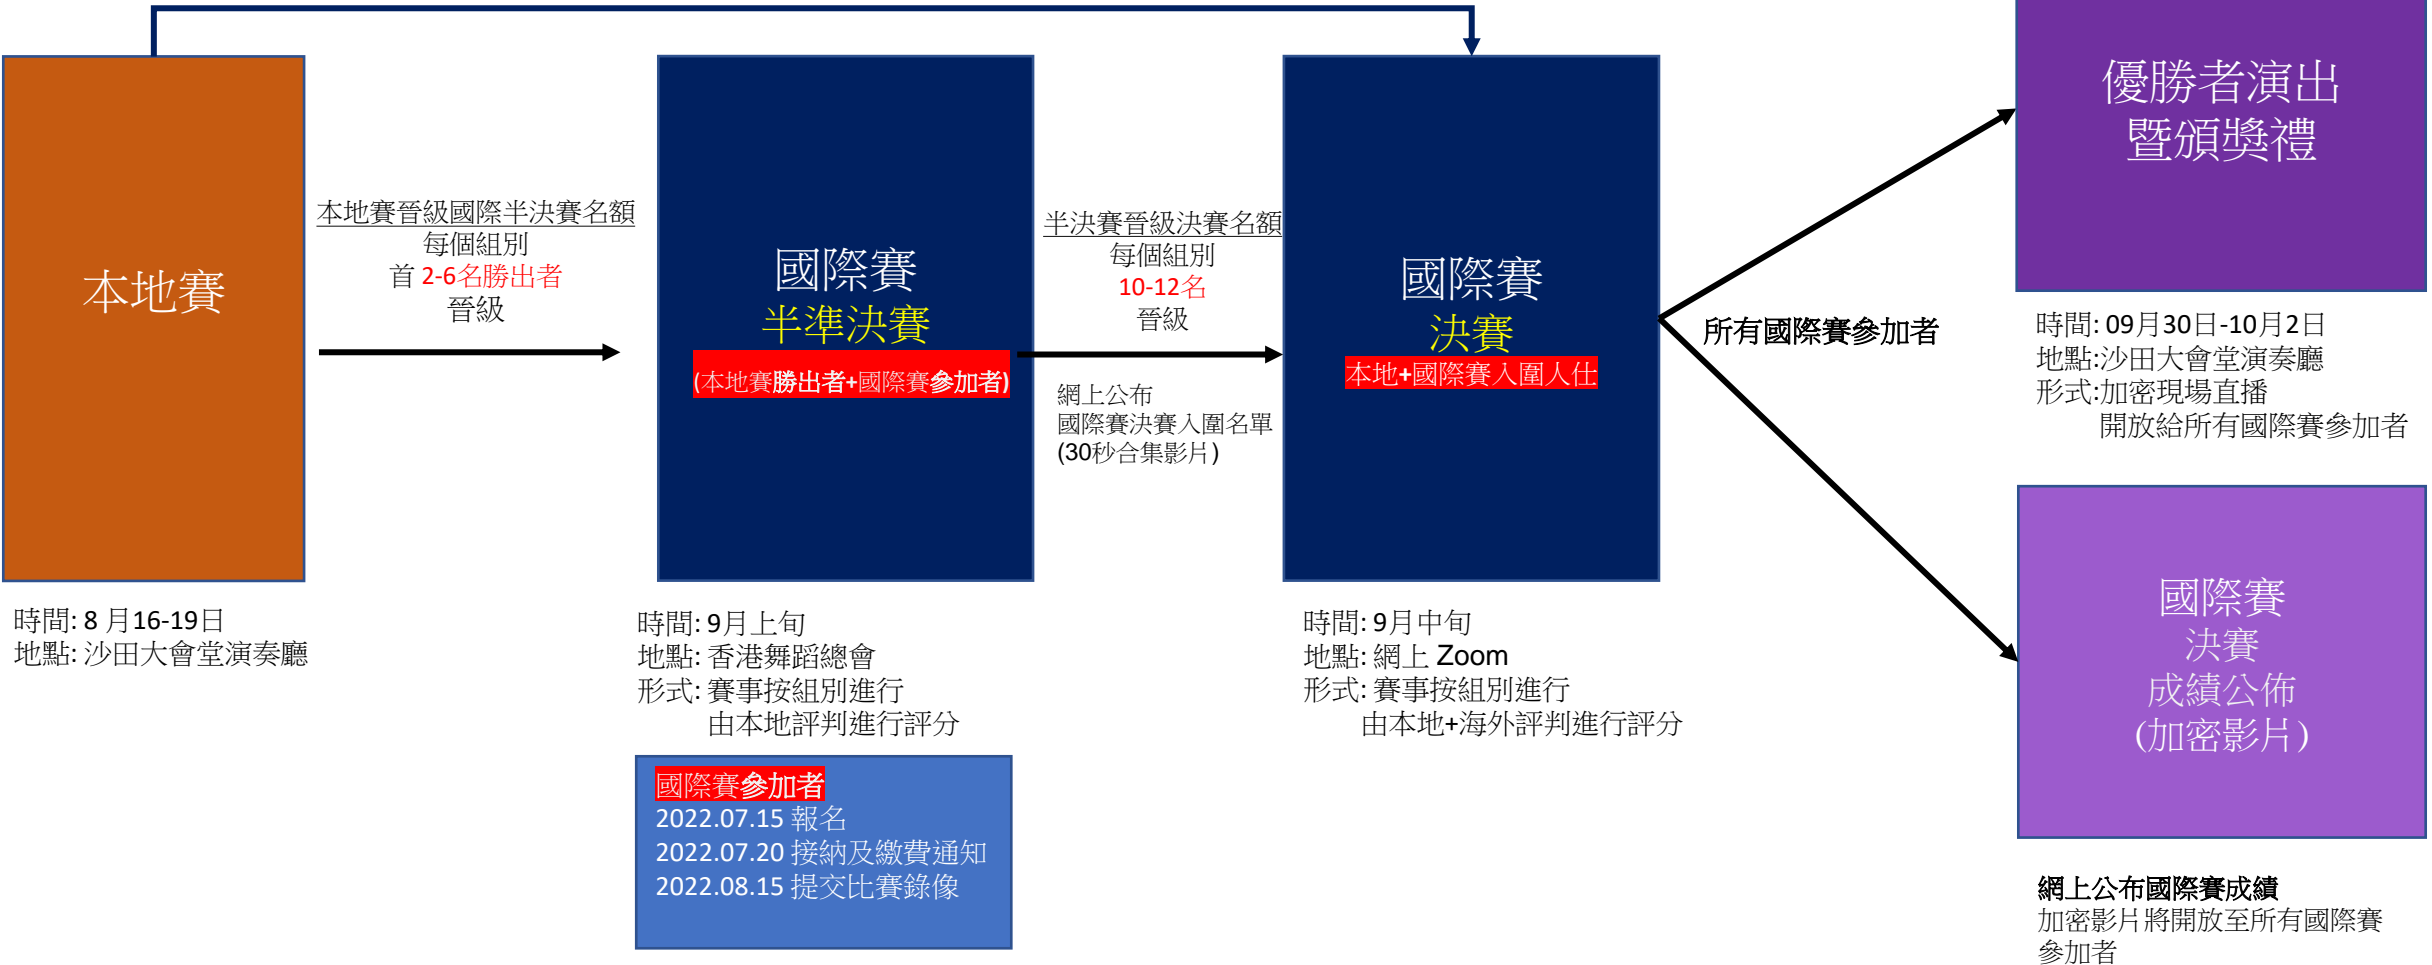 本地賽
時間: 8 月16-19日
地點: 沙田大會堂演奏廳
本地賽晉級國際半決賽名額
每個組別
首 2-6名勝出者
晉級
國際賽
半準決賽
(本地賽勝出者+國際賽參加者)
時間: 9月上旬
地點: 香港舞蹈總會
形式: 賽事按組別進行
由本地評判進行評分
國際賽參加者
2022.07.15 報名
2022.07.20 接納及繳費通知
2022.08.15 提交比賽錄像
半決賽晉級決賽名額
每個組別
10-12名
晉級
網上公布
國際賽決賽入圍名單
(30秒合集影片)
國際賽
決賽
本地+國際賽入圍人仕
時間: 9月中旬
地點: 網上 Zoom
形式: 賽事按組別進行
由本地+海外評判進行評分
所有國際賽參加者
優勝者演出
暨頒獎禮
時間: 09月30日-10月2日
地點:沙田大會堂演奏廳
形式:加密現場直播
開放給所有國際賽參加者
國際賽
決賽
成績公佈
(加密影片)
網上公布國際賽成績
加密影片將開放至所有國際賽
參加者